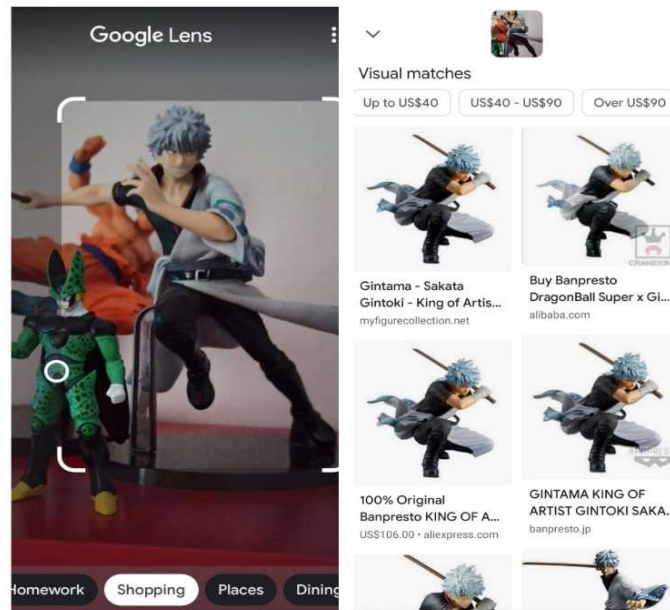 Google Lens
Homework
Shopping
Places
Dining
Visual matches
Up to US$40
US$40 - US$90
Over US$90
Gintama - Sakata
Gintoki - King of Artis...
myfigurecollection.net
CRANEKIN
Buy Banpresto
DragonBall Super x Gi...
alibaba.com
100% Original
Banpresto KING OF A...
US$106.00 • aliexpress.com
GINTAMA KING OF
ARTIST GINTOKI SAKA...
banpresto.jp